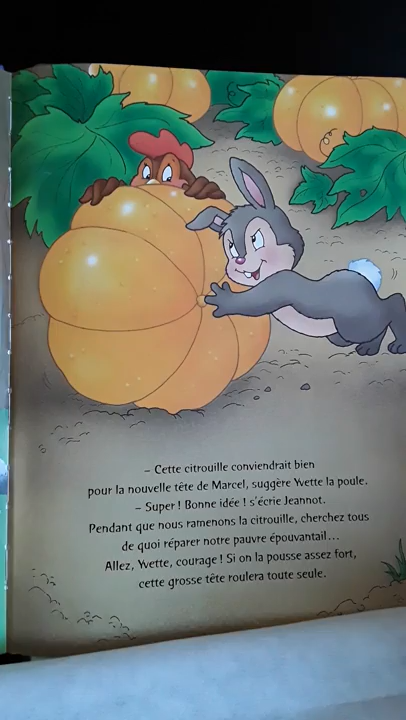 – Cette citrouille conviendrait bien
pour la nouvelle tête de Marcel, suggère Yvette la poule.
– Super ! Bonne idée ! s'écrie Jeannot.
Pendant que nous ramenons la citrouille, cherchez tous
de quoi réparer notre pauvre épouvantail...
Allez, Yvette, courage ! Si on la pousse assez fort,
cette grosse tête roulera toute seule.